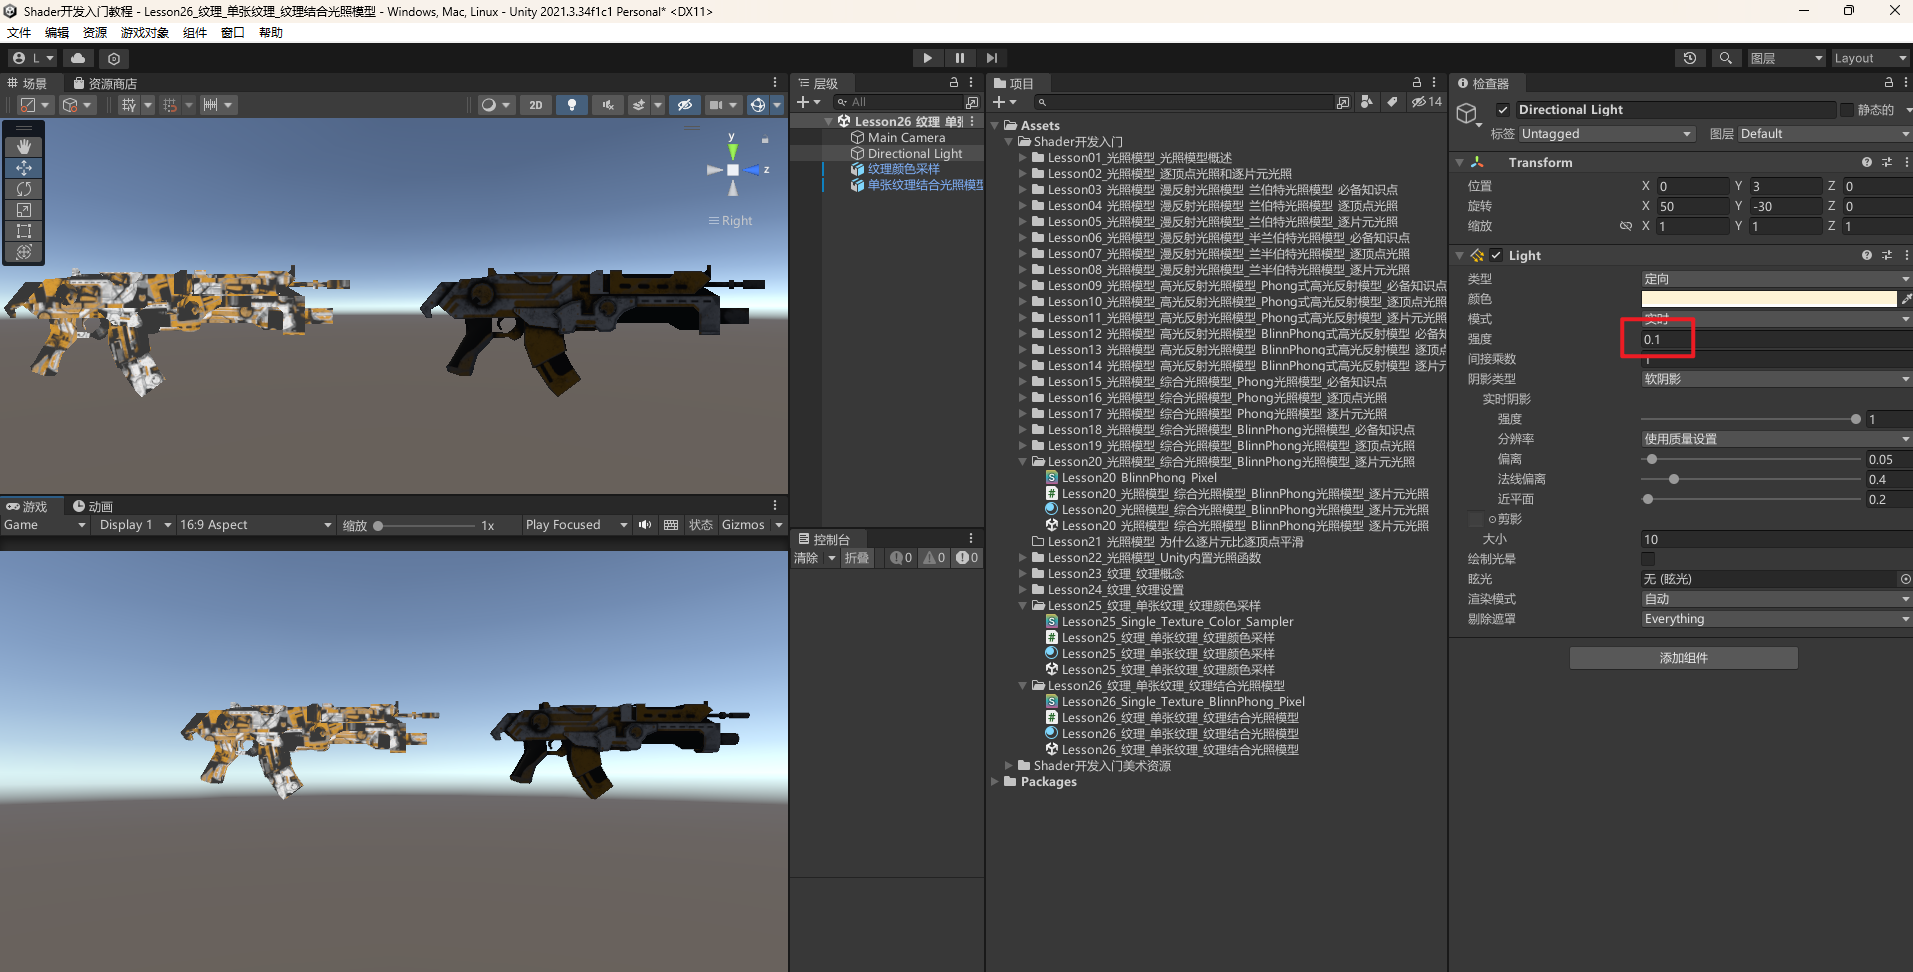 Shader开发入门教程 - Lesson26_纹理_单张纹理_纹理结合光照模型 - Windows, Mac, Linux - Unity 2021.3.34f1c1 Personal* <DX11>
文件 编辑 资源 游戏对象 组件 窗口 帮助
L
图层
Layout
场景 资源商店
2D
y
z
Right
游戏 动画
Game Display 1 16:9 Aspect 缩放 1x Play Focused 状态 Gizmos
层级
All
Lesson26 纹理 单张
Main Camera
Directional Light
纹理颜色采样
单张纹理结合光照模型
控制台
清除 折叠 0 0 0
项目
14
Assets
Shader开发入门
Lesson01_光照模型_光照模型概述
Lesson02_光照模型_逐顶点光照和逐片元光照
Lesson03_光照模型_漫反射光照模型_兰伯特光照模型_必备知识点
Lesson04_光照模型_漫反射光照模型_兰伯特光照模型_逐顶点光照
Lesson05_光照模型_漫反射光照模型_兰伯特光照模型_逐片元光照
Lesson06_光照模型_漫反射光照模型_半兰伯特光照模型_必备知识点
Lesson07_光照模型_漫反射光照模型_兰半伯特光照模型_逐顶点光照
Lesson08_光照模型_漫反射光照模型_兰半伯特光照模型_逐片元光照
Lesson09_光照模型_高光反射光照模型_Phong式高光反射模型_必备知识点
Lesson10_光照模型_高光反射光照模型_Phong式高光反射模型_逐顶点光照
Lesson11_光照模型_高光反射光照模型_Phong式高光反射模型_逐片元光照
Lesson12_光照模型_高光反射光照模型_BlinnPhong式高光反射模型_必备知
Lesson13_光照模型_高光反射光照模型_BlinnPhong式高光反射模型_逐顶点
Lesson14_光照模型_高光反射光照模型_BlinnPhong式高光反射模型_逐片元
Lesson15_光照模型_综合光照模型_Phong光照模型_必备知识点
Lesson16_光照模型_综合光照模型_Phong光照模型_逐顶点光照
Lesson17_光照模型_综合光照模型_Phong光照模型_逐片元光照
Lesson18_光照模型_综合光照模型_BlinnPhong光照模型_必备知识点
Lesson19_光照模型_综合光照模型_BlinnPhong光照模型_逐顶点光照
Lesson20_光照模型_综合光照模型_BlinnPhong光照模型_逐片元光照
Lesson20_BlinnPhong_Pixel
Lesson20_光照模型_综合光照模型_BlinnPhong光照模型_逐片元光照
Lesson20_光照模型_综合光照模型_BlinnPhong光照模型_逐片元光照
Lesson20_光照模型_综合光照模型_BlinnPhong光照模型_逐片元光照
Lesson21_光照模型_为什么逐片元比逐顶点平滑
Lesson22_光照模型_Unity内置光照函数
Lesson23_纹理_纹理概念
Lesson24_纹理_纹理设置
Lesson25_纹理_单张纹理_纹理颜色采样
Lesson25_Single_Texture_Color_Sampler
Lesson25_纹理_单张纹理_纹理颜色采样
Lesson25_纹理_单张纹理_纹理颜色采样
Lesson25_纹理_单张纹理_纹理颜色采样
Lesson26_纹理_单张纹理_纹理结合光照模型
Lesson26_Single_Texture_BlinnPhong_Pixel
Lesson26_纹理_单张纹理_纹理结合光照模型
Lesson26_纹理_单张纹理_纹理结合光照模型
Lesson26_纹理_单张纹理_纹理结合光照模型
Shader开发入门美术资源
Packages
检查器
Directional Light 静态的
标签 Untagged 图层 Default
Transform
位置 X 0 Y 3 Z 0
旋转 X 50 Y -30 Z 0
缩放 X 1 Y 1 Z 1
Light
类型 定向
颜色
模式 实时
强度 0.1
间接乘数 1
阴影类型 软阴影
实时阴影
强度 1
分辨率 使用质量设置
偏离 0.05
法线偏离 0.4
近平面 0.2
剪影
大小 10
绘制光晕
眩光 无 (眩光)
渲染模式 自动
剔除遮罩 Everything
添加组件